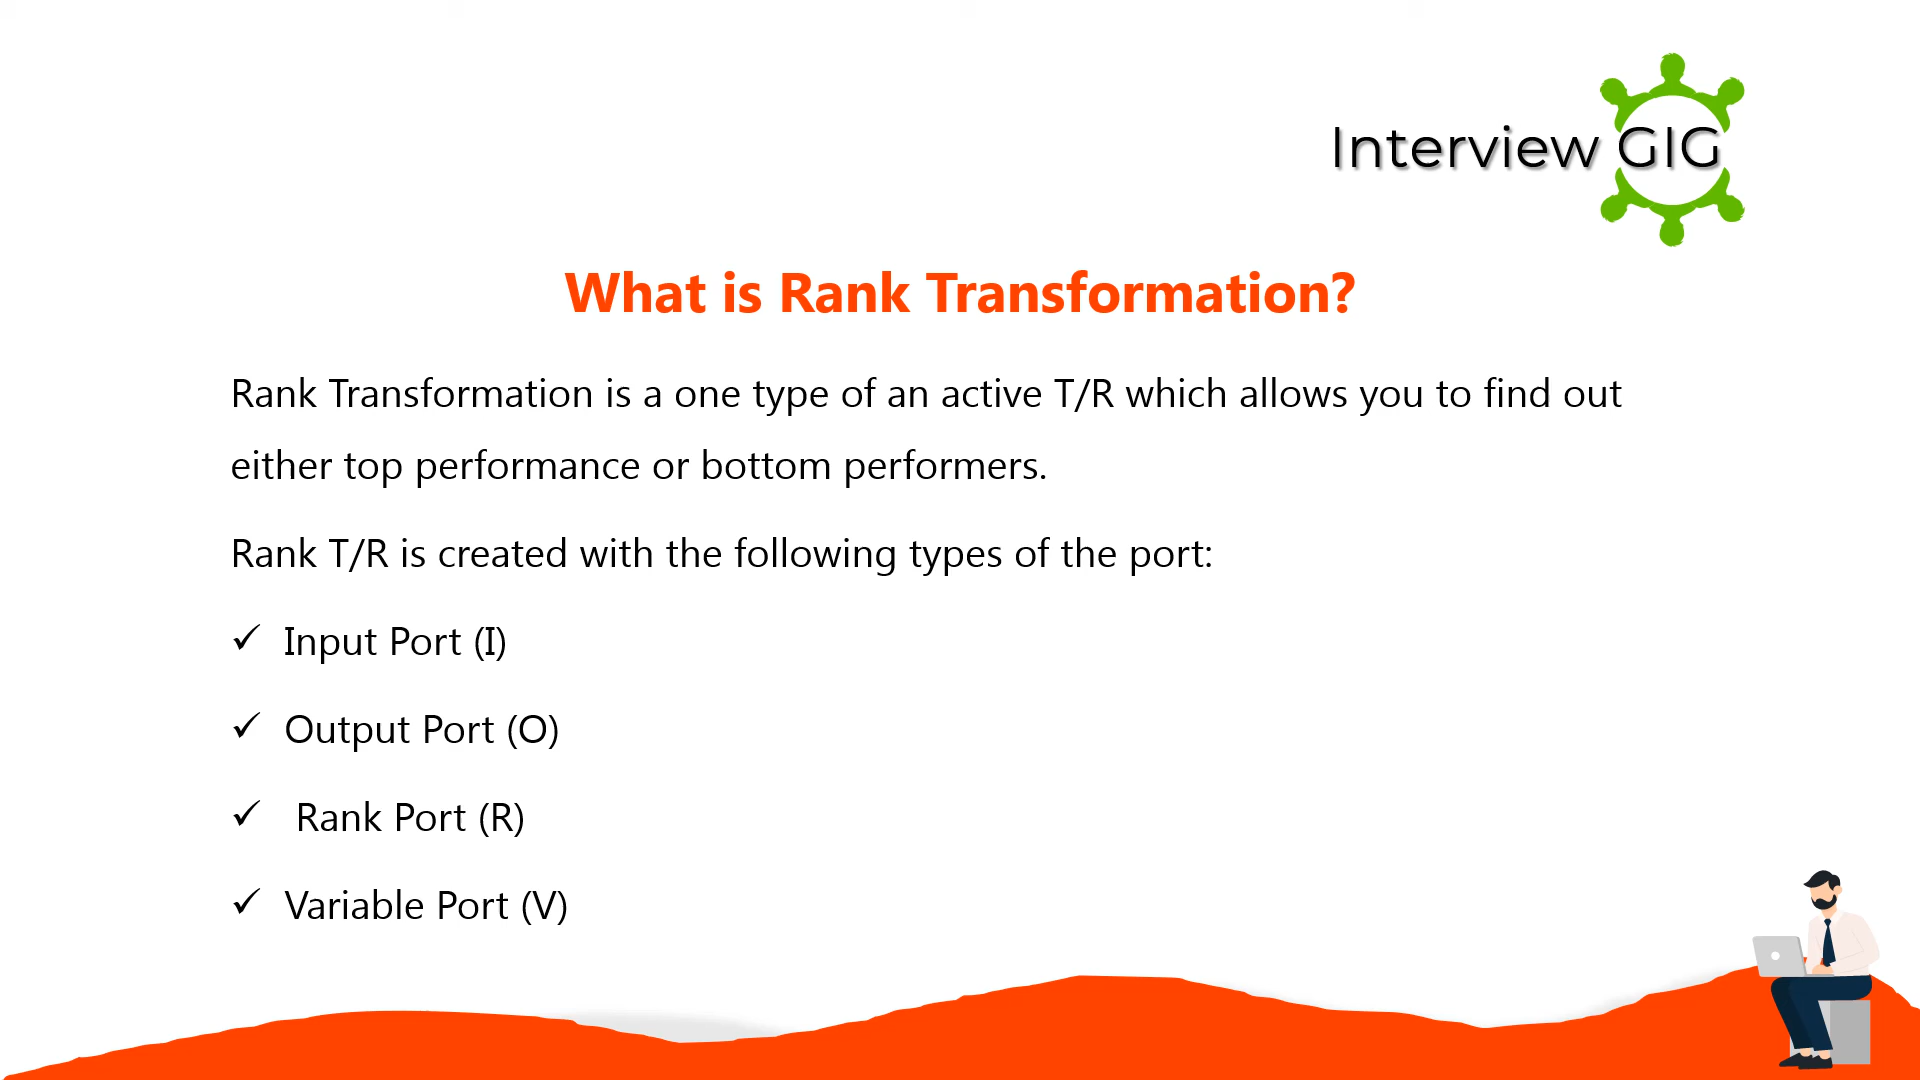 Interview GIG
What is Rank Transformation?
Rank Transformation is a one type of an active T/R which allows you to find out
either top performance or bottom performers.
Rank T/R is created with the following types of the port:
✓ Input Port (I)
✓ Output Port (O)
✓ Rank Port (R)
✓ Variable Port (V)